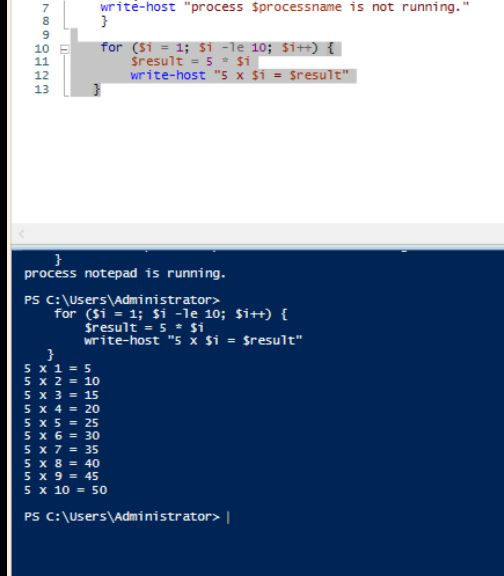 7 write-host "process $processname is not running."
8 }
9
10 for ($i = 1; $i -le 10; $i++) {
11 $result = 5 * $i
12 write-host "5 x $i = $result"
13 }
}
process notepad is running.
PS C:\Users\Administrator>
for ($i = 1; $i -le 10; $i++) {
$result = 5 * $i
write-host "5 x $i = $result"
}
5 x 1 = 5
5 x 2 = 10
5 x 3 = 15
5 x 4 = 20
5 x 5 = 25
5 x 6 = 30
5 x 7 = 35
5 x 8 = 40
5 x 9 = 45
5 x 10 = 50
PS C:\Users\Administrator>